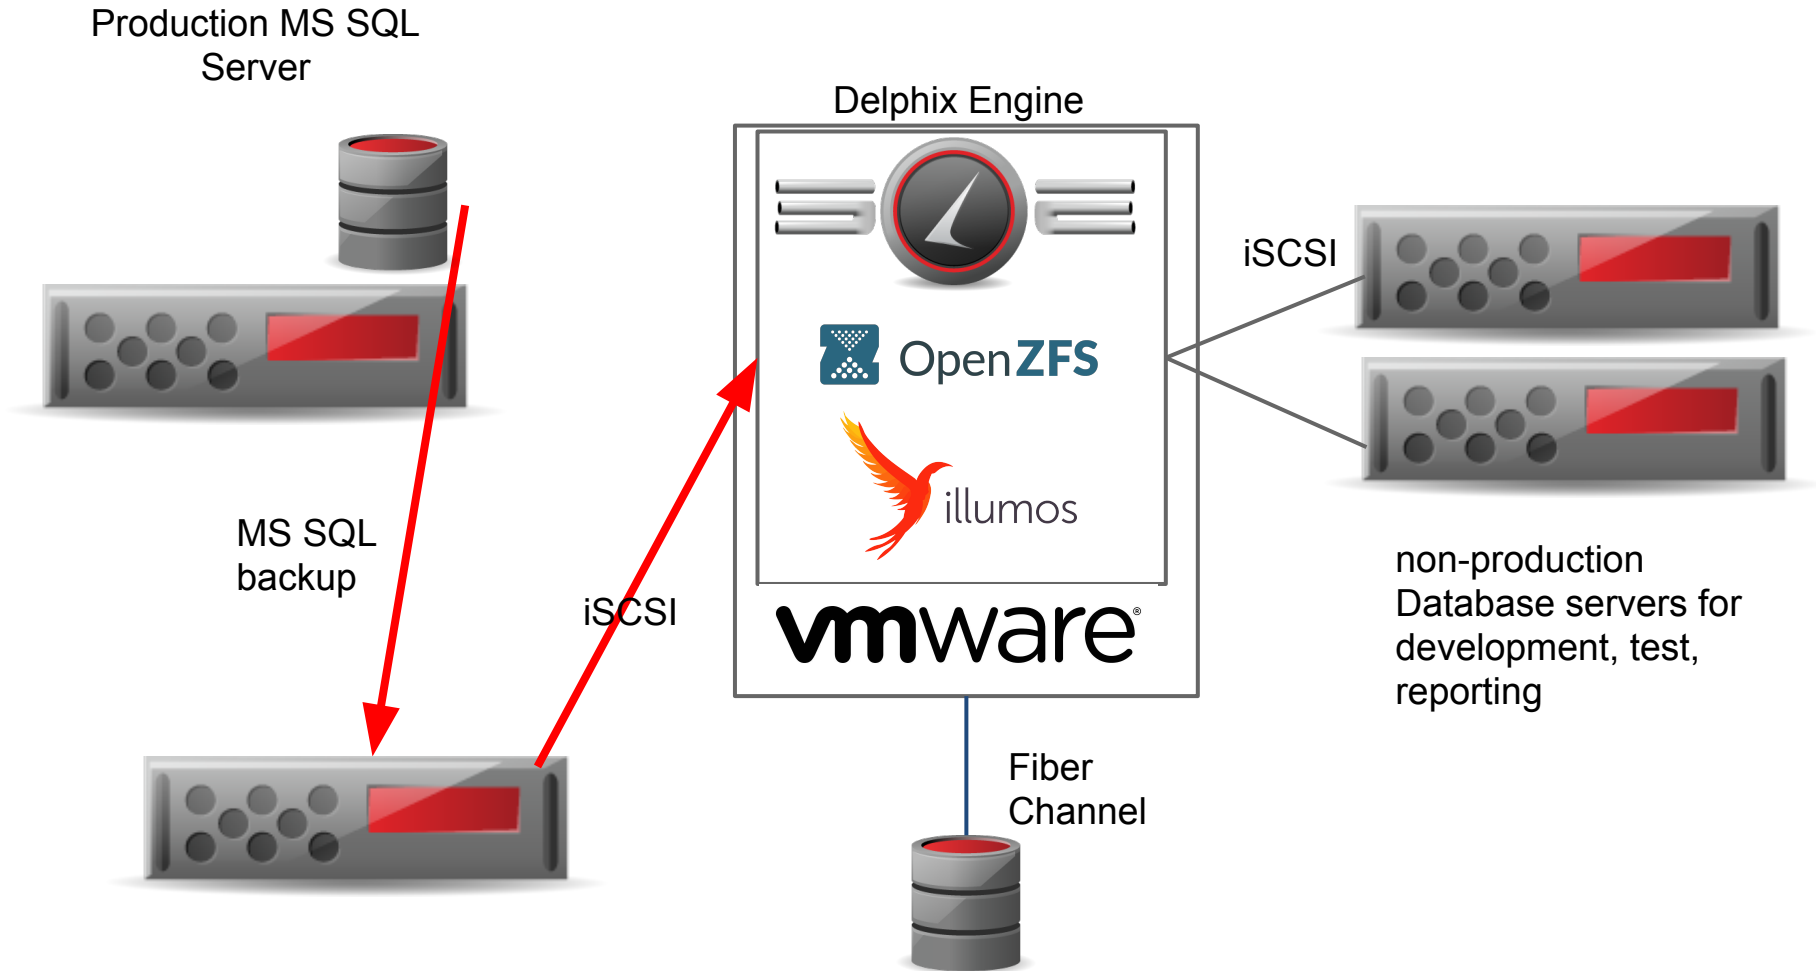 Production MS SQL
Server
Delphix Engine
iSCSI
OpenZFS
illumos
MS SQL
backup
iSCSI
vmware®
non-production
Database servers for
development, test,
reporting
Fiber
Channel